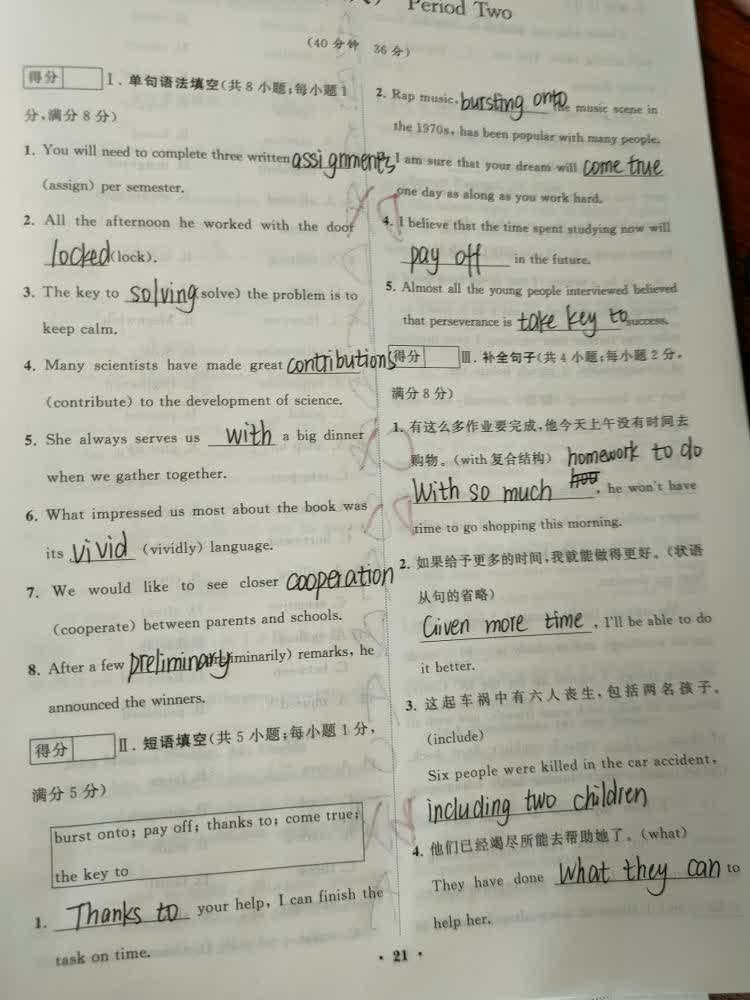 Period Two
(40分钟 36分)
得分
Ⅰ. 单句语法填空(共8小题;每小题1
分,满分8分)
1. You will need to complete three written assignments
(assign) per semester.
2. All the afternoon he worked with the door
locked (lock).
3. The key to solving (solve) the problem is to
keep calm.
4. Many scientists have made great contributions
(contribute) to the development of science.
5. She always serves us with a big dinner
when we gather together.
6. What impressed us most about the book was
its vivid (vividly) language.
7. We would like to see closer cooperation
(cooperate) between parents and schools.
8. After a few preliminary iminarily) remarks, he
announced the winners.
得分
Ⅱ. 短语填空(共5小题;每小题1分,
满分5分)
burst onto; pay off; thanks to; come true;
the key to
1. Thanks to your help, I can finish the
task on time.
2. Rap music, bursting onto the music scene in
the 1970s, has been popular with many people.
I am sure that your dream will come true
one day as along as you work hard.
4. I believe that the time spent studying now will
pay off in the future.
5. Almost all the young people interviewed believed
that perseverance is take key to success.
得分
Ⅲ. 补全句子(共4小题;每小题2分,
满分8分)
1. 有这么多作业要完成,他今天上午没有时间去
购物。(with复合结构) homework to do
With so much , he won't have
time to go shopping this morning.
2. 如果给予更多的时间,我就能做得更好。(状语
从句的省略)
Given more time, I'll be able to do
it better.
3. 这起车祸中有六人丧生,包括两名孩子。
(include)
Six people were killed in the car accident,
including two children
4. 他们已经竭尽所能去帮助她了。(what)
They have done what they can to
help her.
· 21 ·